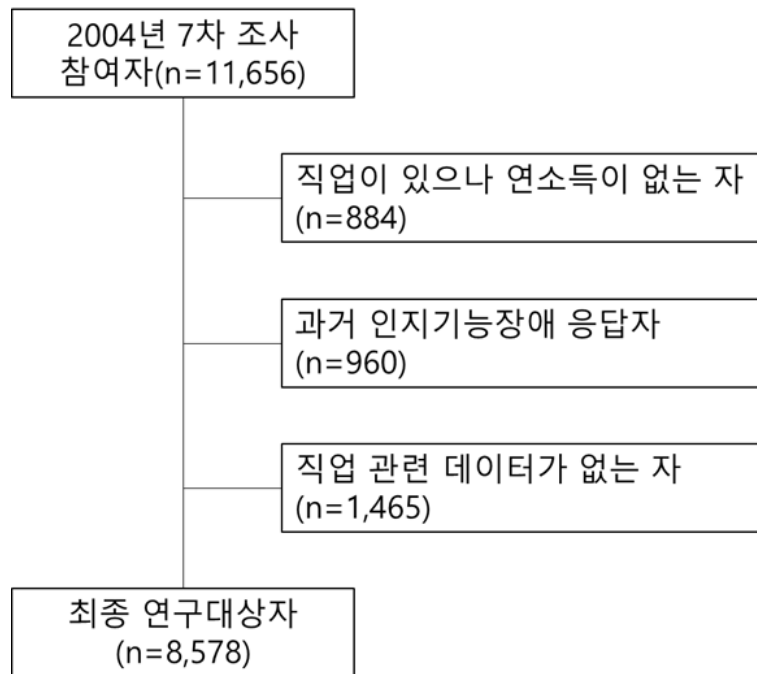 2004년 7차 조사
참여자(n=11,656)
직업이 있으나 연소득이 없는 자
(n=884)
과거 인지기능장애 응답자
(n=960)
직업 관련 데이터가 없는 자
(n=1,465)
최종 연구대상자
(n=8,578)